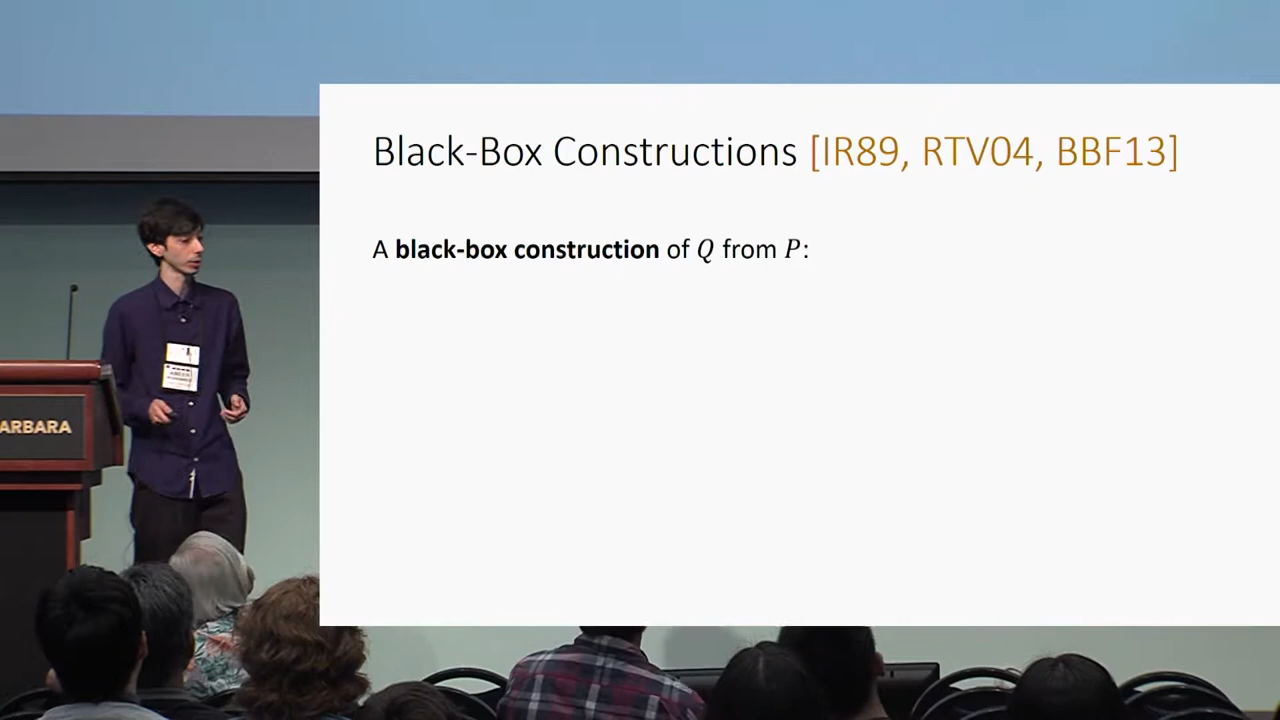 Black-Box Constructions [IR89, RTV04, BBF13]
A black-box construction of Q from P:
ARBARA